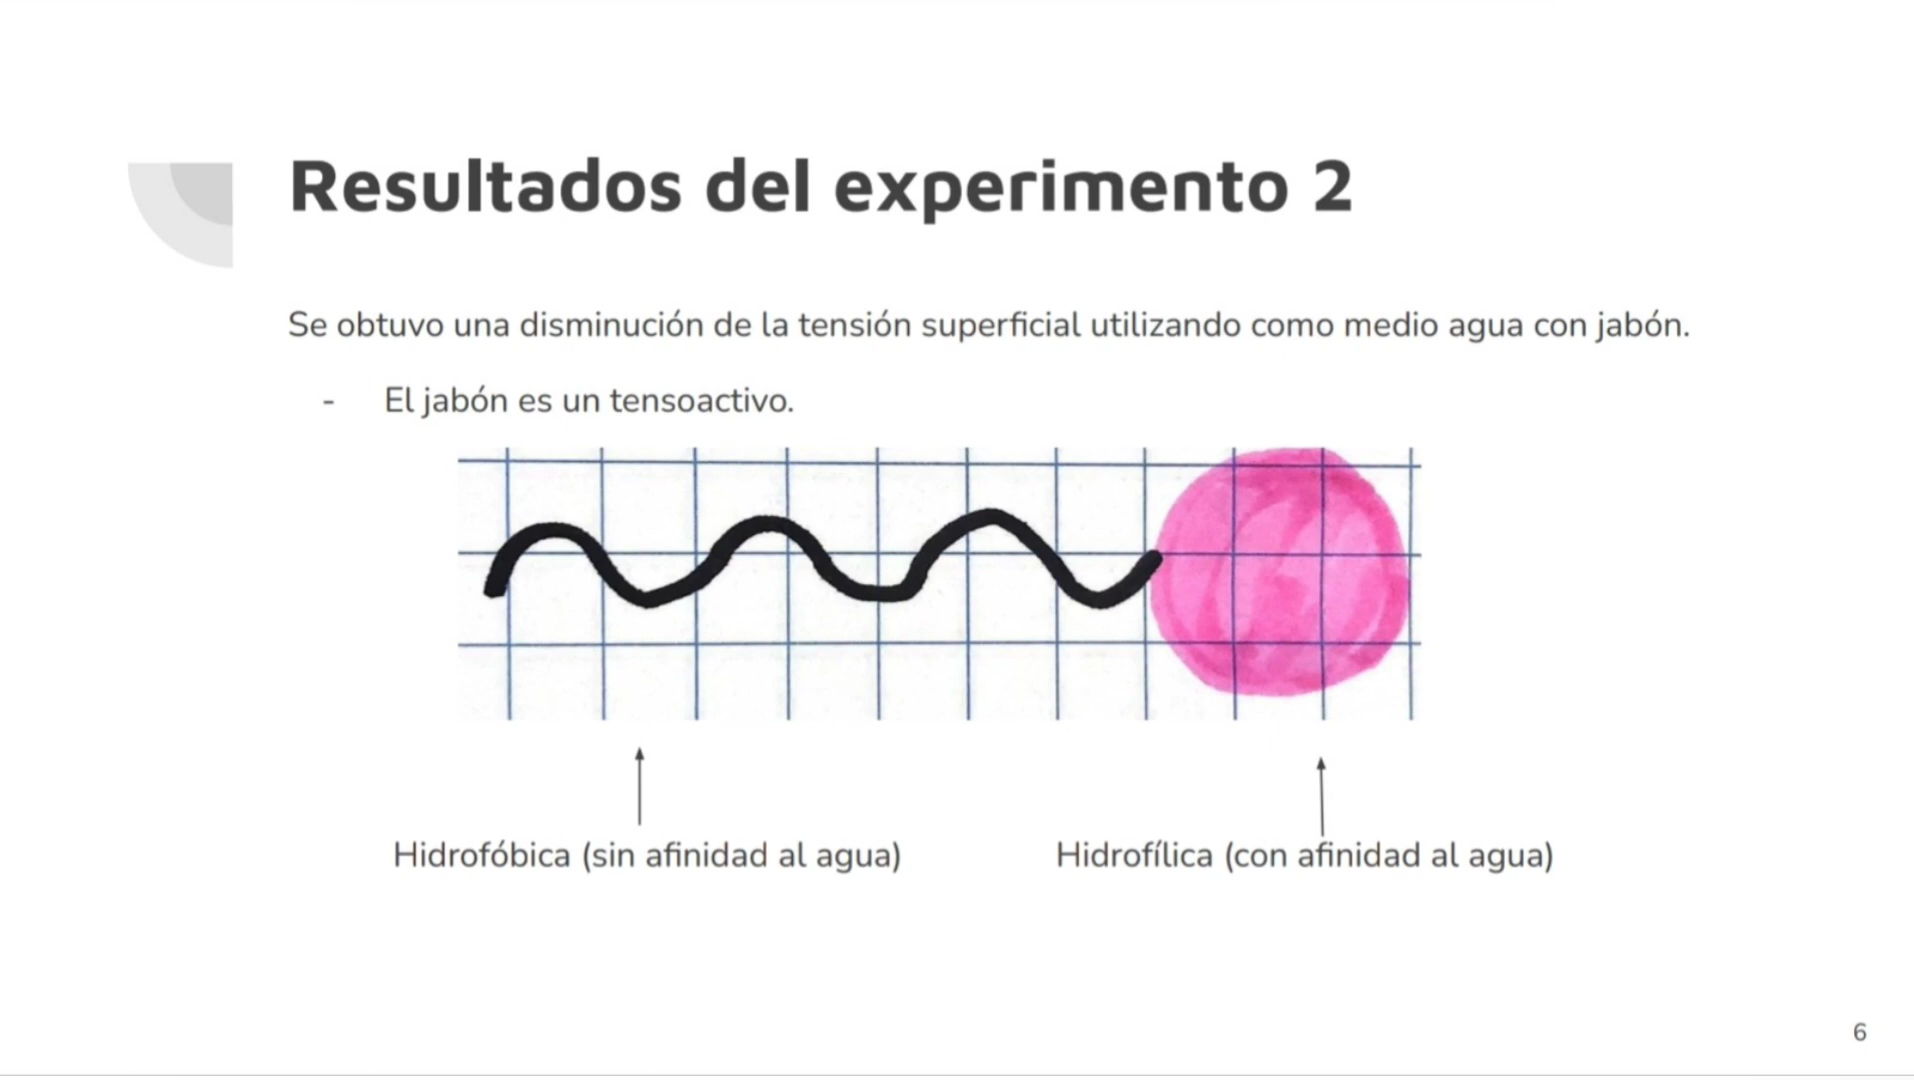 Resultados del experimento 2
Se obtuvo una disminución de la tensión superficial utilizando como medio agua con jabón.
- El jabón es un tensoactivo.
Hidrofóbica (sin afinidad al agua)
Hidrofílica (con afinidad al agua)
6